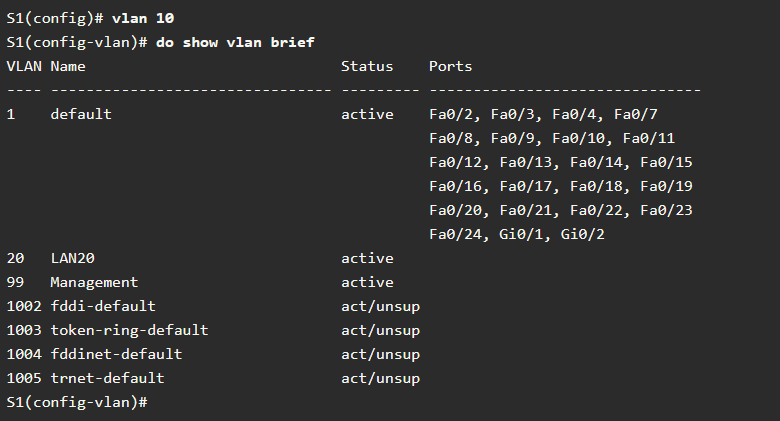 S1(config)# vlan 10
S1(config-vlan)# do show vlan brief
VLAN Name                             Status    Ports
---- -------------------------------- --------- -------------------------------
1    default                          active    Fa0/2, Fa0/3, Fa0/4, Fa0/7
                                                Fa0/8, Fa0/9, Fa0/10, Fa0/11
                                                Fa0/12, Fa0/13, Fa0/14, Fa0/15
                                                Fa0/16, Fa0/17, Fa0/18, Fa0/19
                                                Fa0/20, Fa0/21, Fa0/22, Fa0/23
                                                Fa0/24, Gi0/1, Gi0/2
20   LAN20                            active
99   Management                       active
1002 fddi-default                     act/unsup
1003 token-ring-default               act/unsup
1004 fddinet-default                  act/unsup
1005 trnet-default                    act/unsup
S1(config-vlan)#